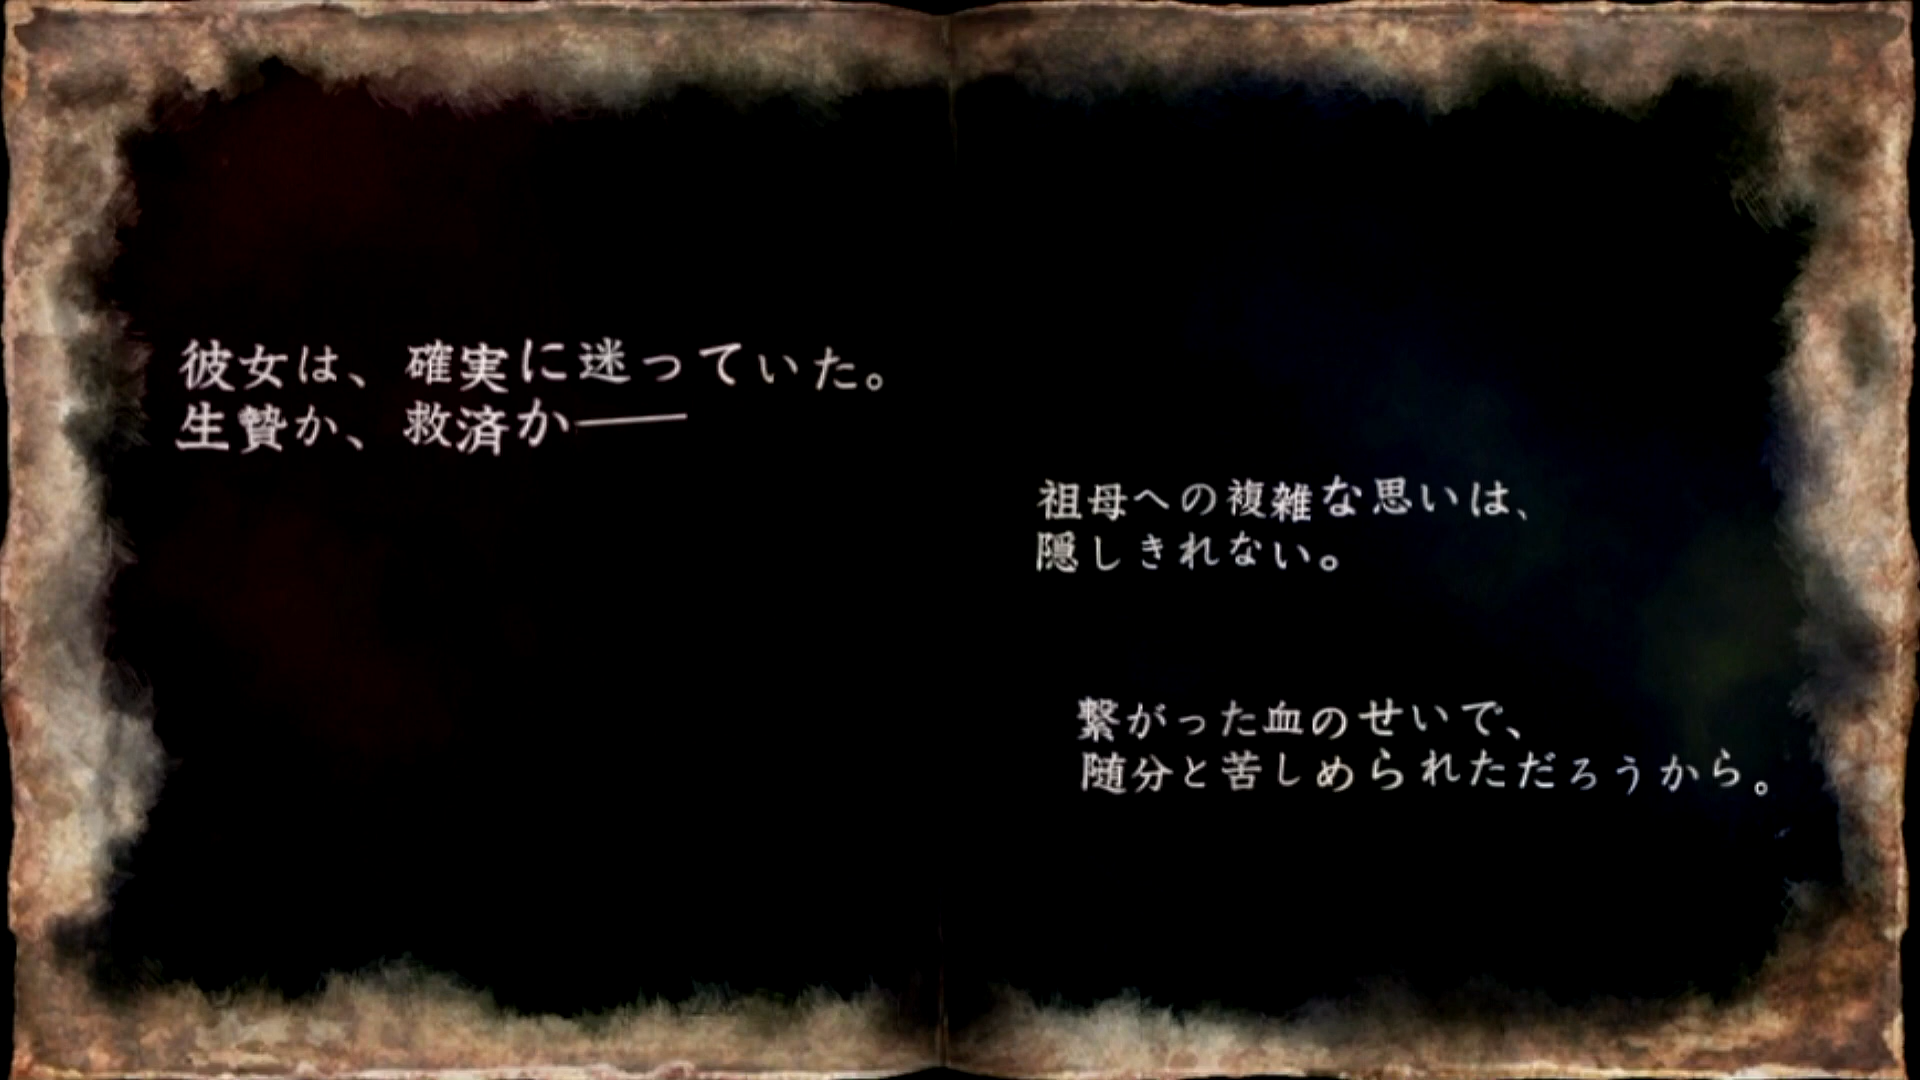 彼女は、確実に迷っていた。
生贄か、救済か――
祖母への複雑な思いは、
隠しきれない。
繋がった血のせいで、
随分と苦しめられただろうから。